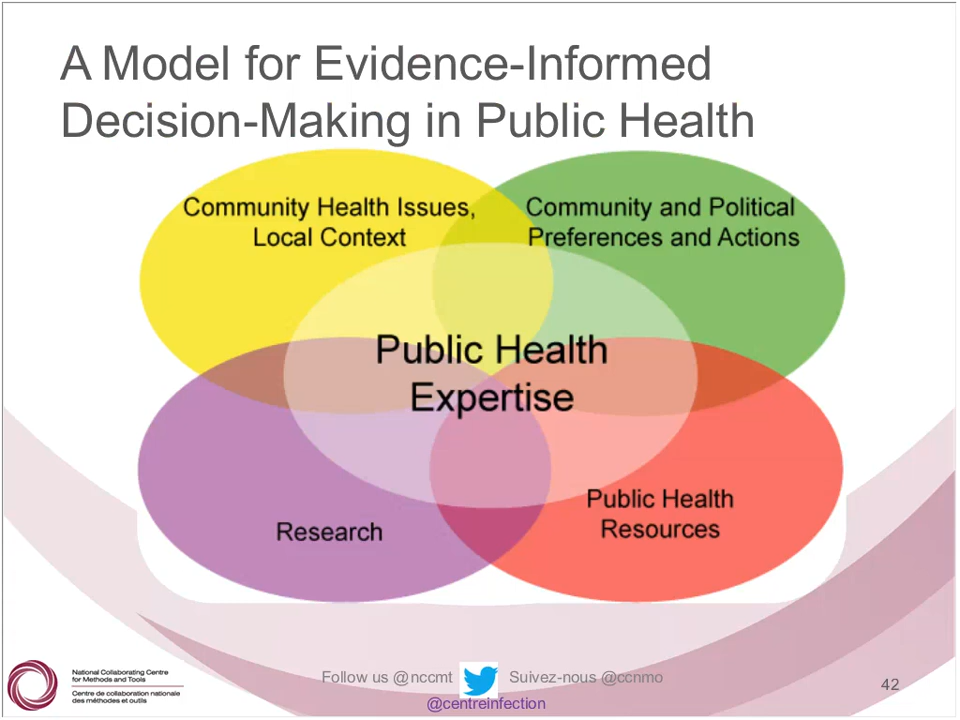 A Model for Evidence-Informed
Decision-Making in Public Health
Community Health Issues,
Local Context
Community and Political
Preferences and Actions
Public Health
Expertise
Research
Public Health
Resources
National Collaborating Centre
for Methods and Tools
Centre de collaboration nationale
des méthodes et outils
Follow us @nccmt
Suivez-nous @ccnmo
@centreinfection
42